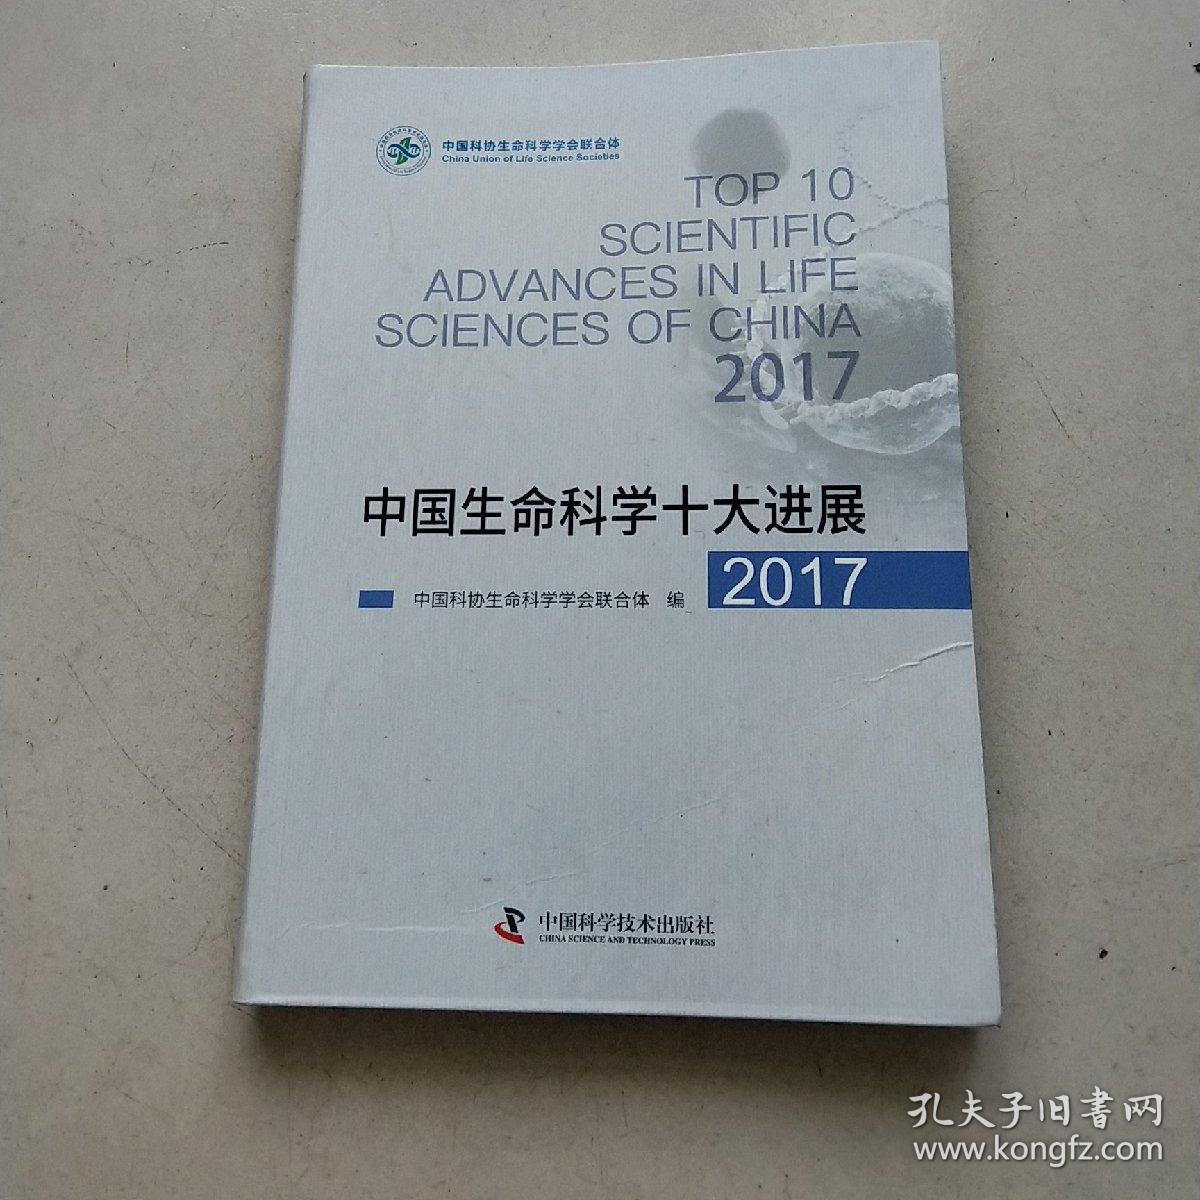 中国科协生命科学学会联合体
China Union of Life Science Societies
TOP 10
SCIENTIFIC
ADVANCES IN LIFE
SCIENCES OF CHINA
2017
中国生命科学十大进展
2017
中国科协生命科学学会联合体 编
中国科学技术出版社
CHINA SCIENCE AND TECHNOLOGY PRESS
孔夫子旧书网
www.kongfz.com